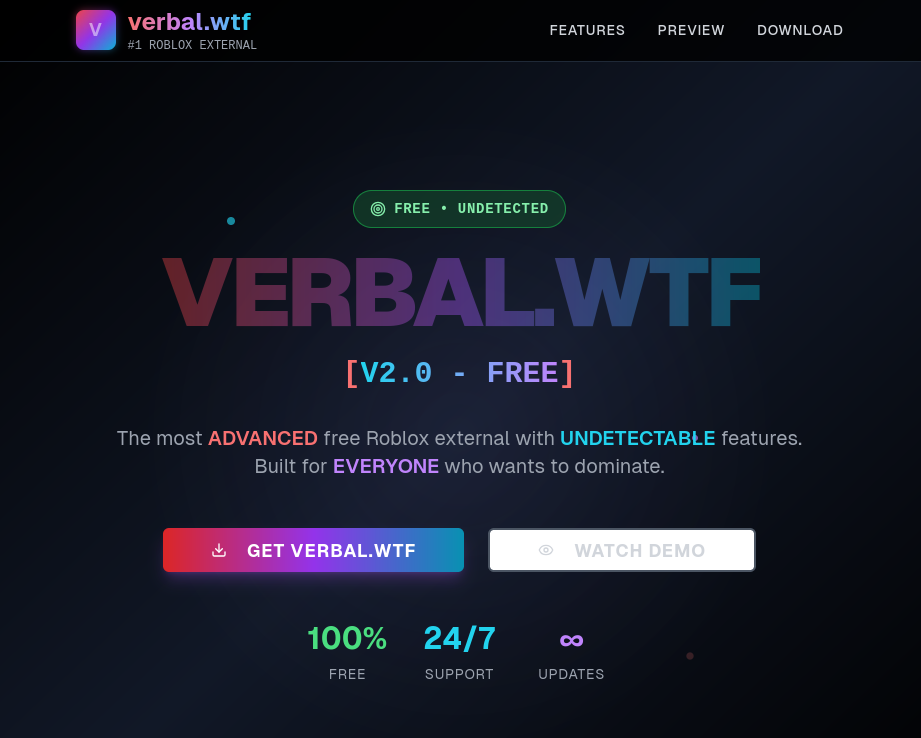 V
verbal.wtf
#1 ROBLOX EXTERNAL
FEATURES PREVIEW DOWNLOAD
FREE • UNDETECTED
VERBAL.WTF
[V2.0 - FREE]
The most ADVANCED free Roblox external with UNDETECTABLE features.
Built for EVERYONE who wants to dominate.
GET VERBAL.WTF WATCH DEMO
100% 24/7 ∞
FREE SUPPORT UPDATES